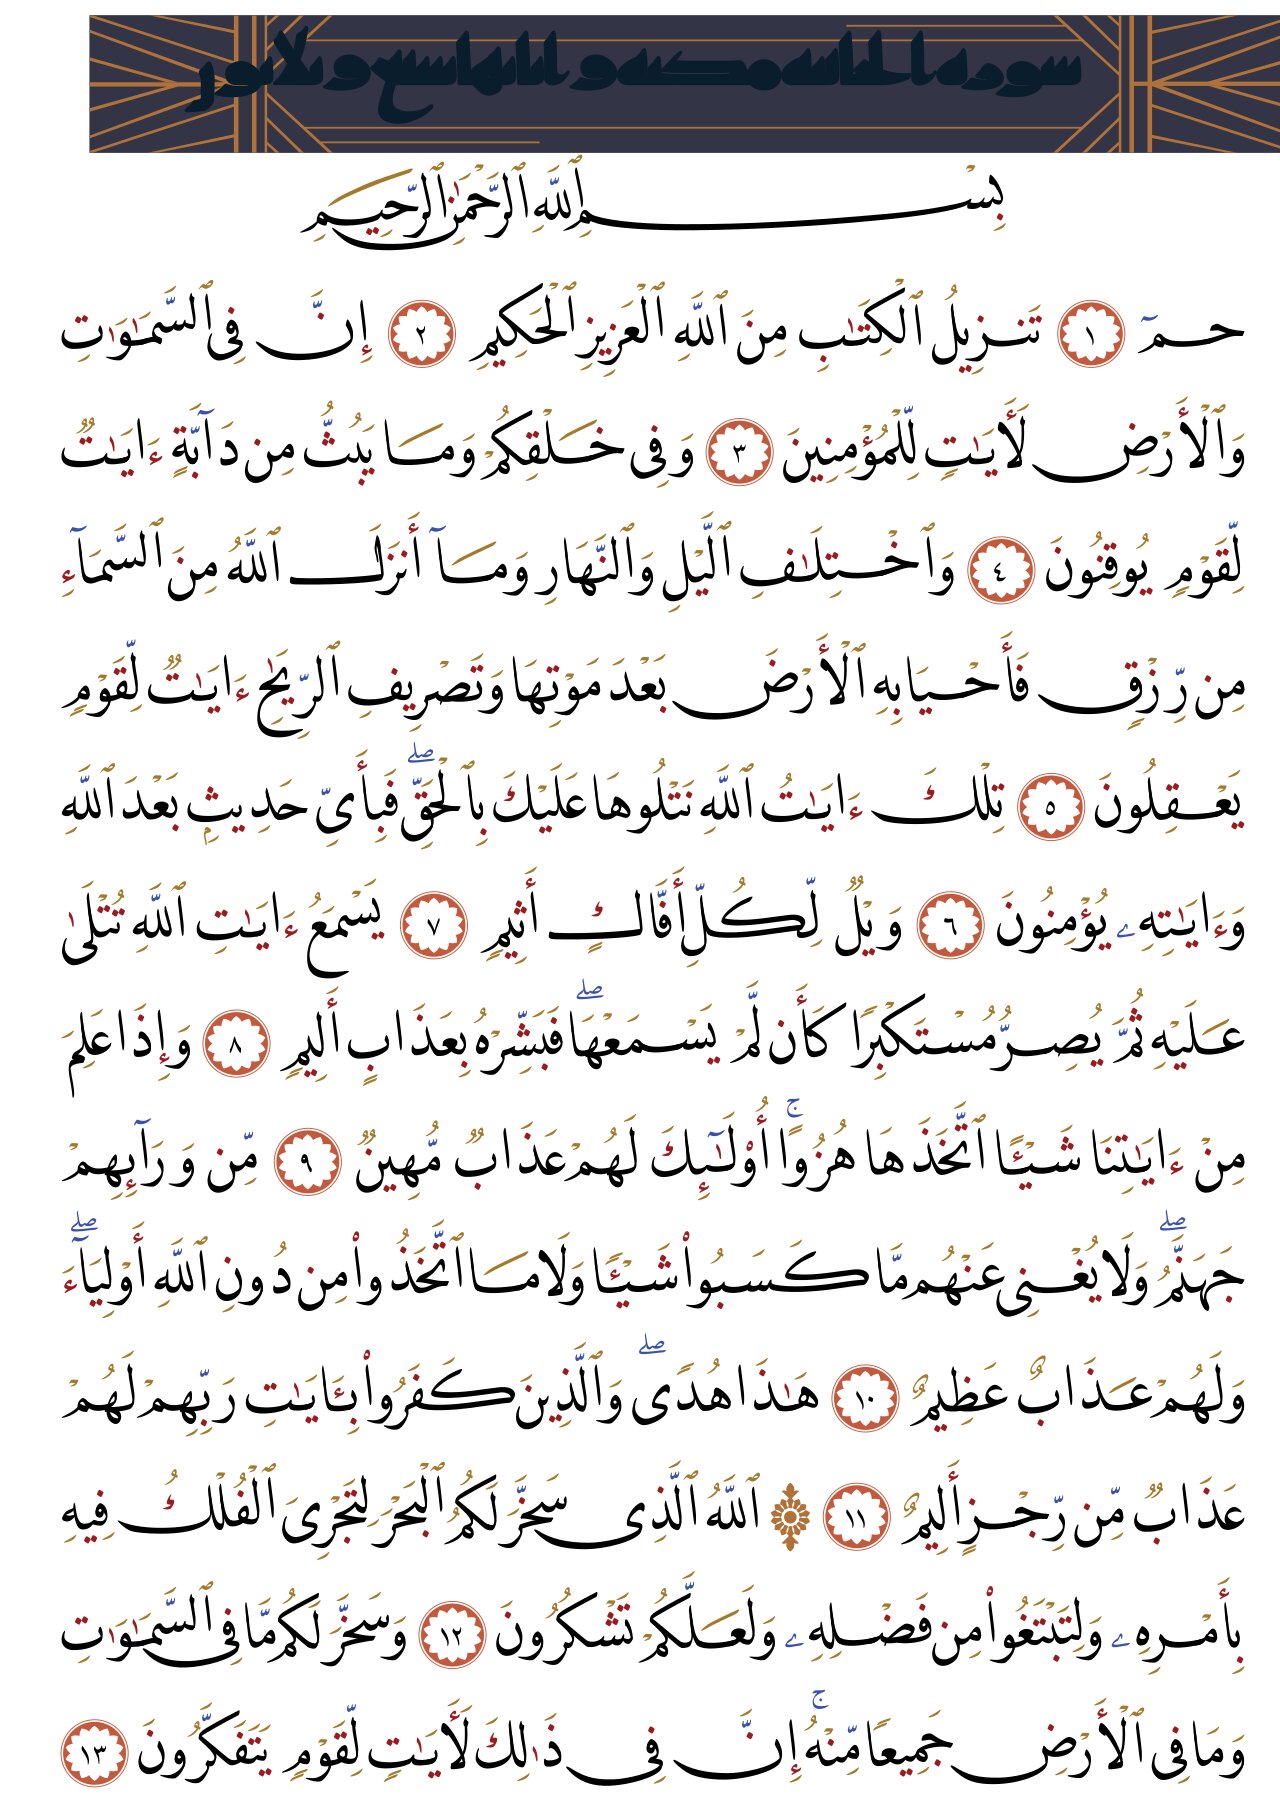 سورة الجاثية مكية و اياتها سبع و ثلاثون
بِسْمِ ٱللَّهِ ٱلرَّحْمَٰنِ ٱلرَّحِيمِ
حمٓ ١ تَنزِيلُ ٱلْكِتَٰبِ مِنَ ٱللَّهِ ٱلْعَزِيزِ ٱلْحَكِيمِ ٢ إِنَّ فِى ٱلسَّمَٰوَٰتِ
وَٱلْأَرْضِ لَأَيَٰتٍ لِّلْمُؤْمِنِينَ ٣ وَفِى خَلْقِكُمْ وَمَا يَبُثُّ مِن دَآبَّةٍ ءَايَٰتٌ
لِّقَوْمٍ يُوقِنُونَ ٤ وَٱخْتِلَٰفِ ٱلَّيْلِ وَٱلنَّهَارِ وَمَآ أَنزَلَ ٱللَّهُ مِنَ ٱلسَّمَآءِ
مِن رِّزْقٍ فَأَحْيَا بِهِ ٱلْأَرْضَ بَعْدَ مَوْتِهَا وَتَصْرِيفِ ٱلرِّيَٰحِ ءَايَٰتٌ لِّقَوْمٍ
يَعْقِلُونَ ٥ تِلْكَ ءَايَٰتُ ٱللَّهِ نَتْلُوهَا عَلَيْكَ بِٱلْحَقِّۖ فَبِأَىِّ حَدِيثٍۭ بَعْدَ ٱللَّهِ
وَءَايَٰتِهِۦ يُؤْمِنُونَ ٦ وَيْلٌ لِّكُلِّ أَفَّاكٍ أَثِيمٍ ٧ يَسْمَعُ ءَايَٰتِ ٱللَّهِ تُتْلَىٰ
عَلَيْهِ ثُمَّ يُصِرُّ مُسْتَكْبِرًا كَأَن لَّمْ يَسْمَعْهَاۖ فَبَشِّرْهُ بِعَذَابٍ أَلِيمٍ ٨ وَإِذَا عَلِمَ
مِنْ ءَايَٰتِنَا شَيْـًٔا ٱتَّخَذَهَا هُزُوًاۚ أُو۟لَٰٓئِكَ لَهُمْ عَذَابٌ مُّهِينٌ ٩ مِّن وَرَآئِهِمْ
جَهَنَّمُۖ وَلَا يُغْنِى عَنْهُم مَّا كَسَبُوا۟ شَيْـًٔا وَلَا مَا ٱتَّخَذُوا۟ مِن دُونِ ٱللَّهِ أَوْلِيَآءَۖ
وَلَهُمْ عَذَابٌ عَظِيمٌ ١٠ هَٰذَا هُدًىۖ وَٱلَّذِينَ كَفَرُوا۟ بِـَٔايَٰتِ رَبِّهِمْ لَهُمْ
عَذَابٌ مِّن رِّجْزٍ أَلِيمٌ ١١ ۞ ٱللَّهُ ٱلَّذِى سَخَّرَ لَكُمُ ٱلْبَحْرَ لِتَجْرِىَ ٱلْفُلْكُ فِيهِ
بِأَمْرِهِۦ وَلِتَبْتَغُوا۟ مِن فَضْلِهِۦ وَلَعَلَّكُمْ تَشْكُرُونَ ١٢ وَسَخَّرَ لَكُم مَّا فِى ٱلسَّمَٰوَٰتِ
وَمَا فِى ٱلْأَرْضِ جَمِيعًا مِّنْهُۚ إِنَّ فِى ذَٰلِكَ لَأَيَٰتٍ لِّقَوْمٍ يَتَفَكَّرُونَ ١٣